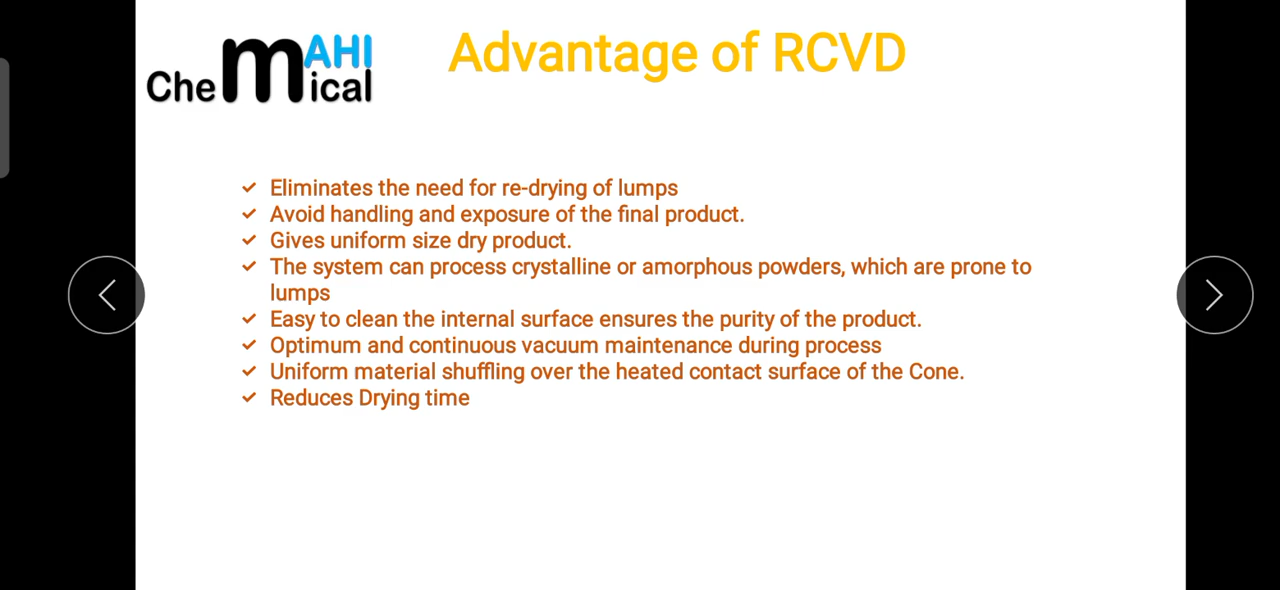 CheMical MAHI
Advantage of RCVD
Eliminates the need for re-drying of lumps
Avoid handling and exposure of the final product.
Gives uniform size dry product.
The system can process crystalline or amorphous powders, which are prone to
lumps
Easy to clean the internal surface ensures the purity of the product.
Optimum and continuous vacuum maintenance during process
Uniform material shuffling over the heated contact surface of the Cone.
Reduces Drying time